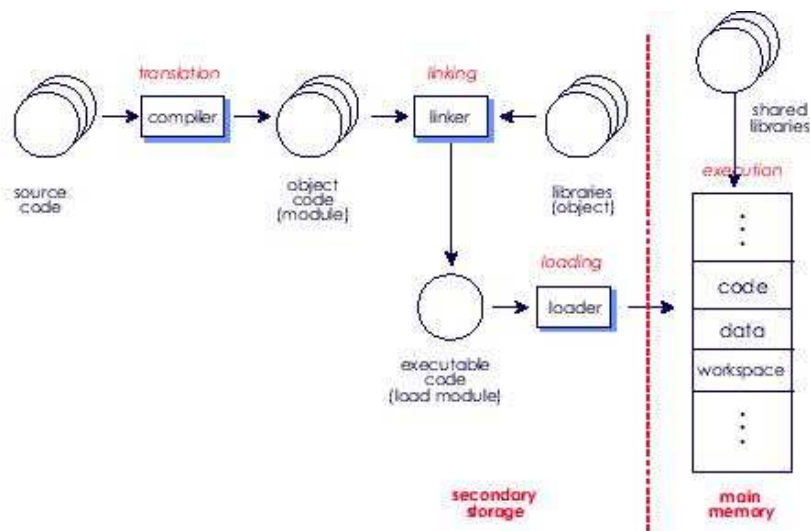 translation
linking
compiler
linker
shared
libraries
source
code
object
code
(module)
libraries
(object)
execution
loading
loader
code
data
workspace
executable
code
(load module)
secondary
storage
main
memory